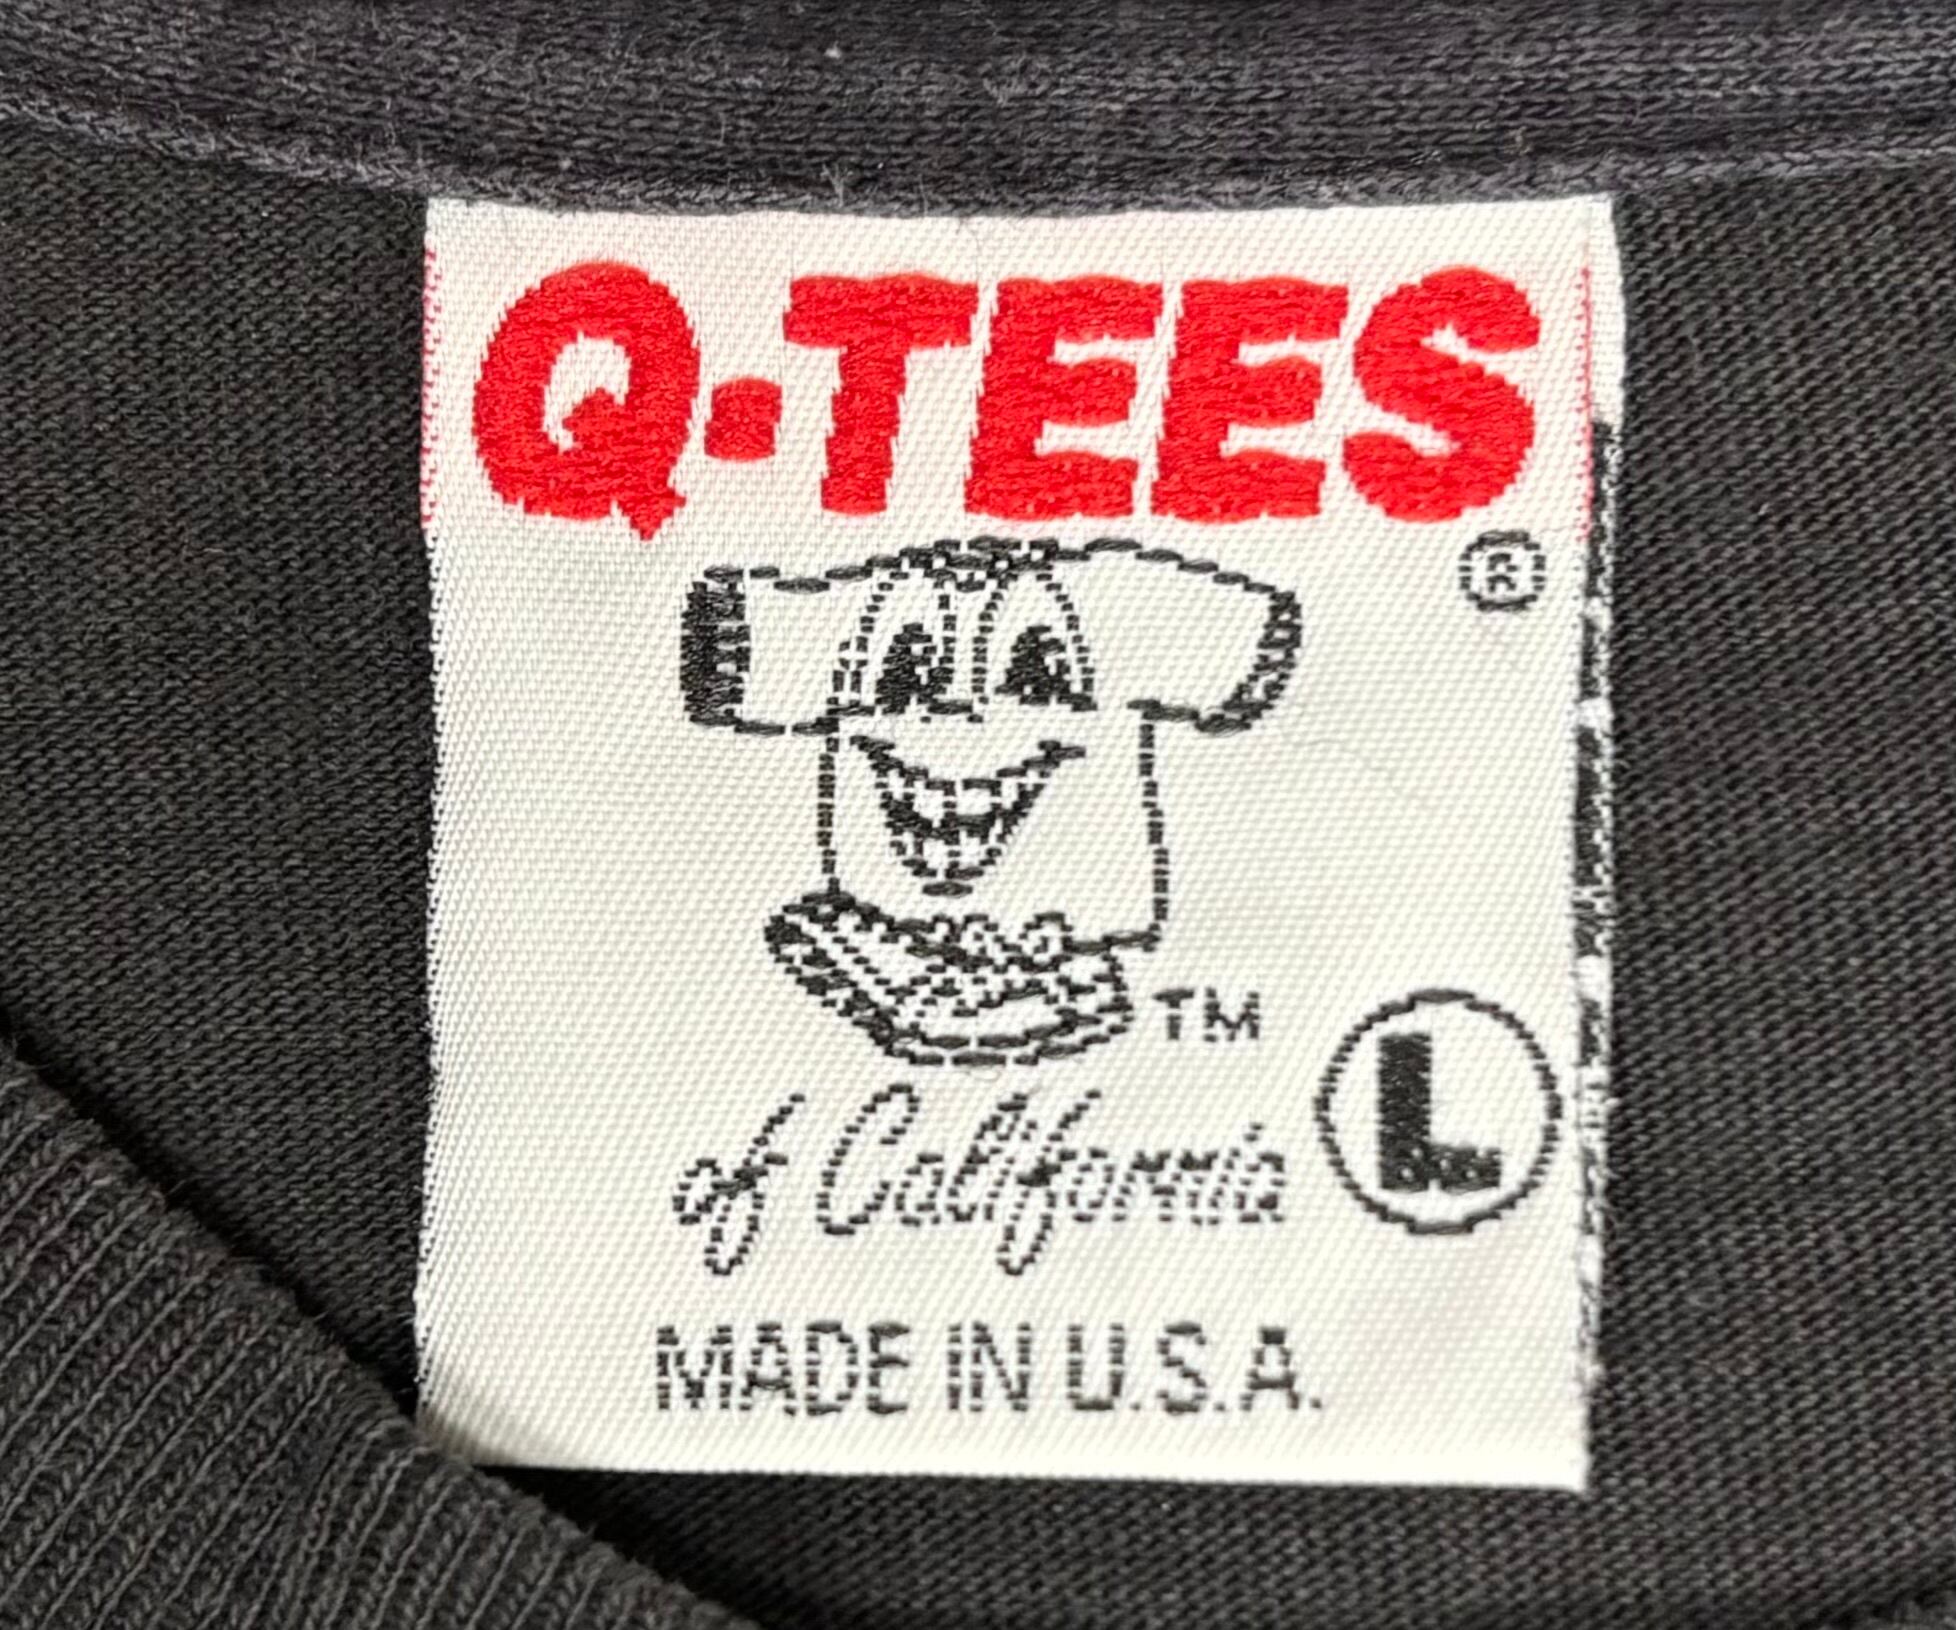 Q-TEES
®
TM
of California
L
MADE IN U.S.A.